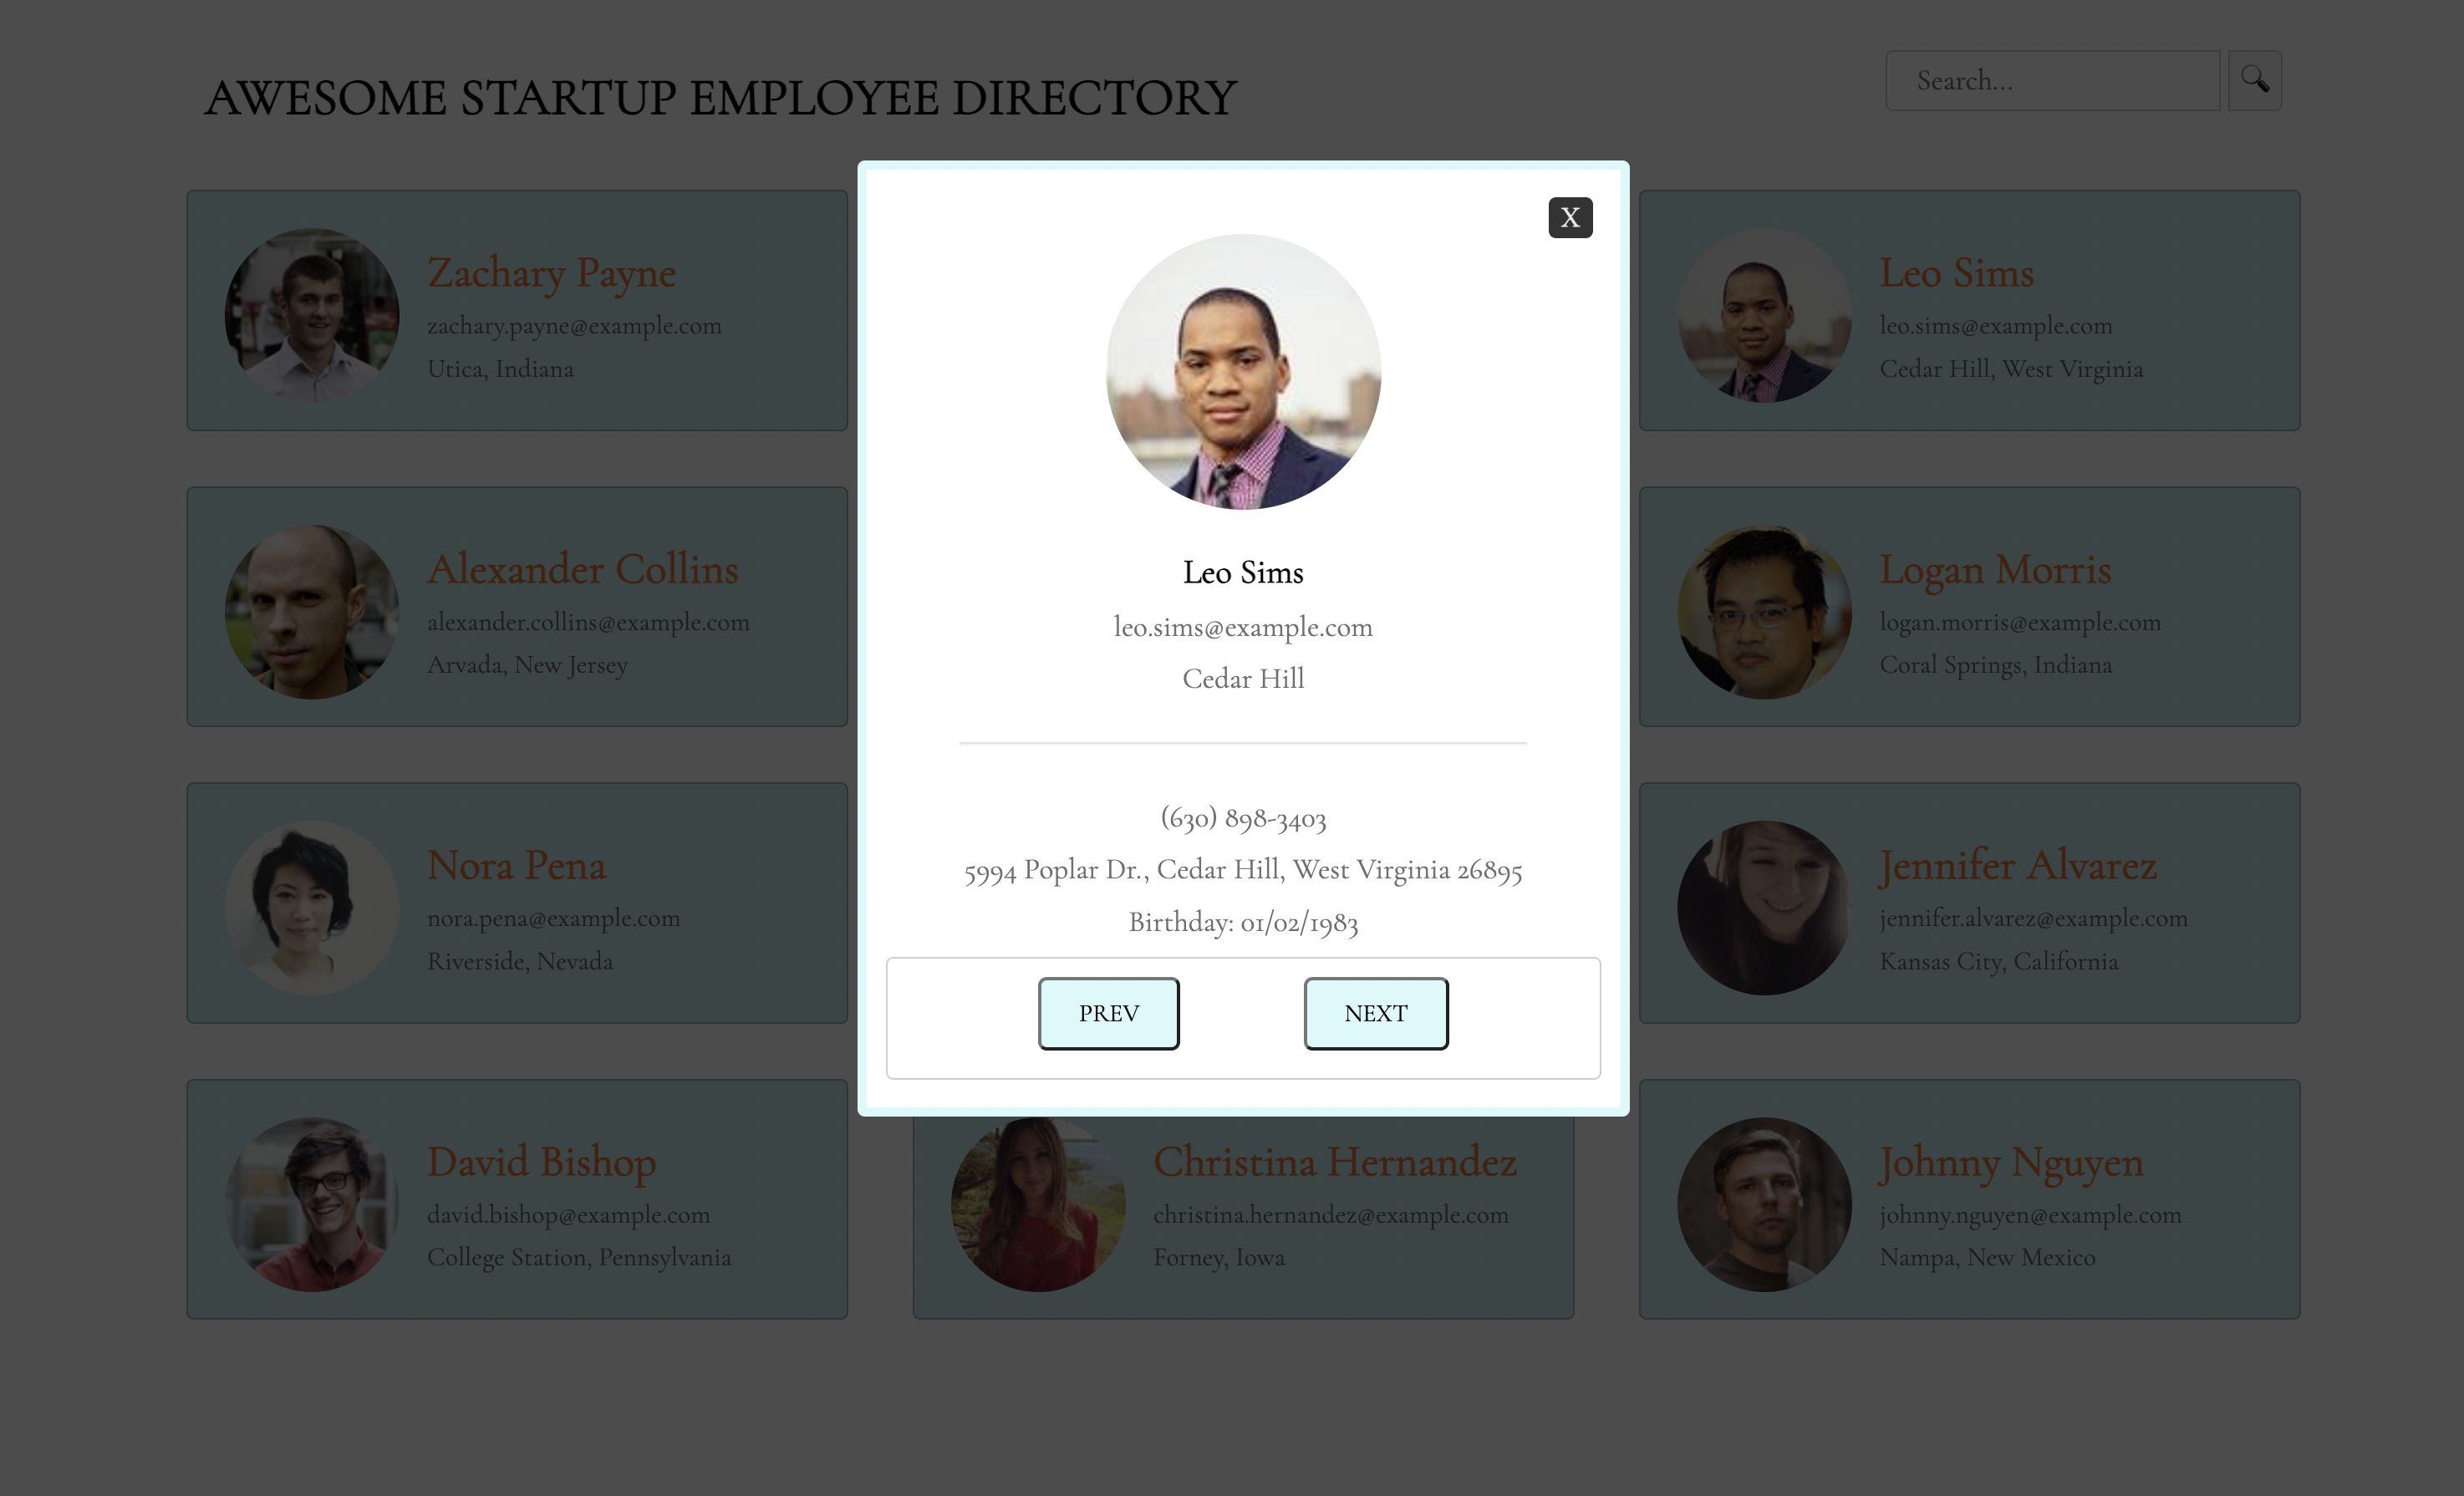 AWESOME STARTUP EMPLOYEE DIRECTORY
Search...
Zachary Payne
zachary.payne@example.com
Utica, Indiana
Leo Sims
leo.sims@example.com
Cedar Hill, West Virginia
Alexander Collins
alexander.collins@example.com
Arvada, New Jersey
Logan Morris
logan.morris@example.com
Coral Springs, Indiana
Nora Pena
nora.pena@example.com
Riverside, Nevada
Jennifer Alvarez
jennifer.alvarez@example.com
Kansas City, California
David Bishop
david.bishop@example.com
College Station, Pennsylvania
Christina Hernandez
christina.hernandez@example.com
Forney, Iowa
Johnny Nguyen
johnny.nguyen@example.com
Nampa, New Mexico
X
Leo Sims
leo.sims@example.com
Cedar Hill
(630) 898-3403
5994 Poplar Dr., Cedar Hill, West Virginia 26895
Birthday: 01/02/1983
PREV
NEXT